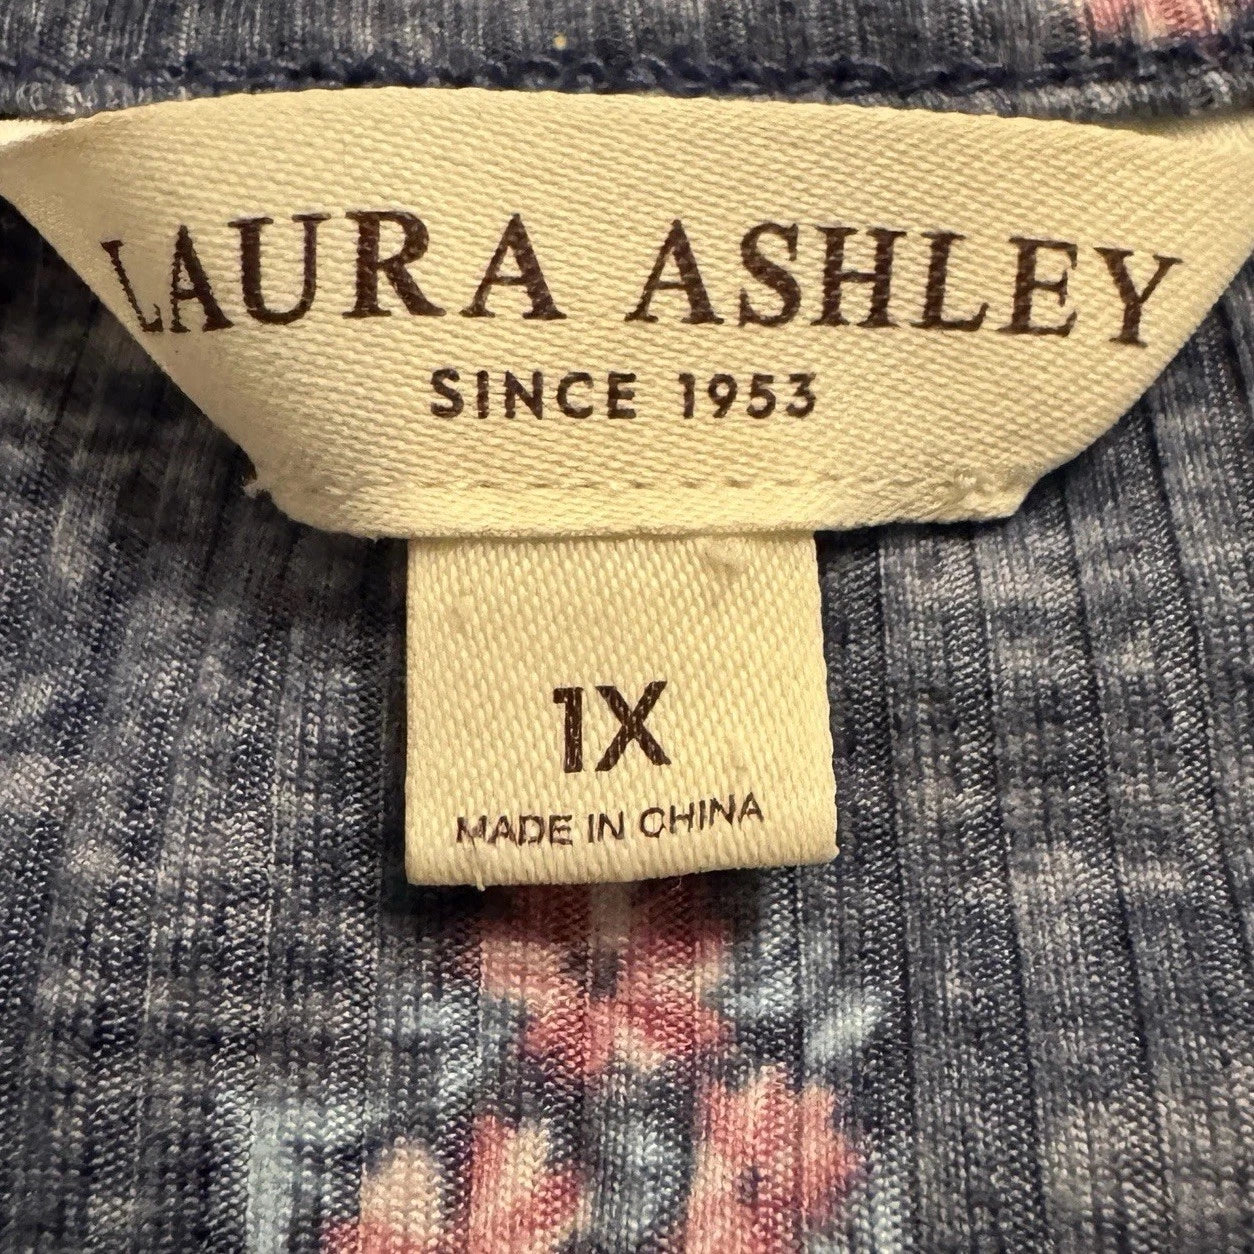 LAURA ASHLEY
SINCE 1953
1X
MADE IN CHINA